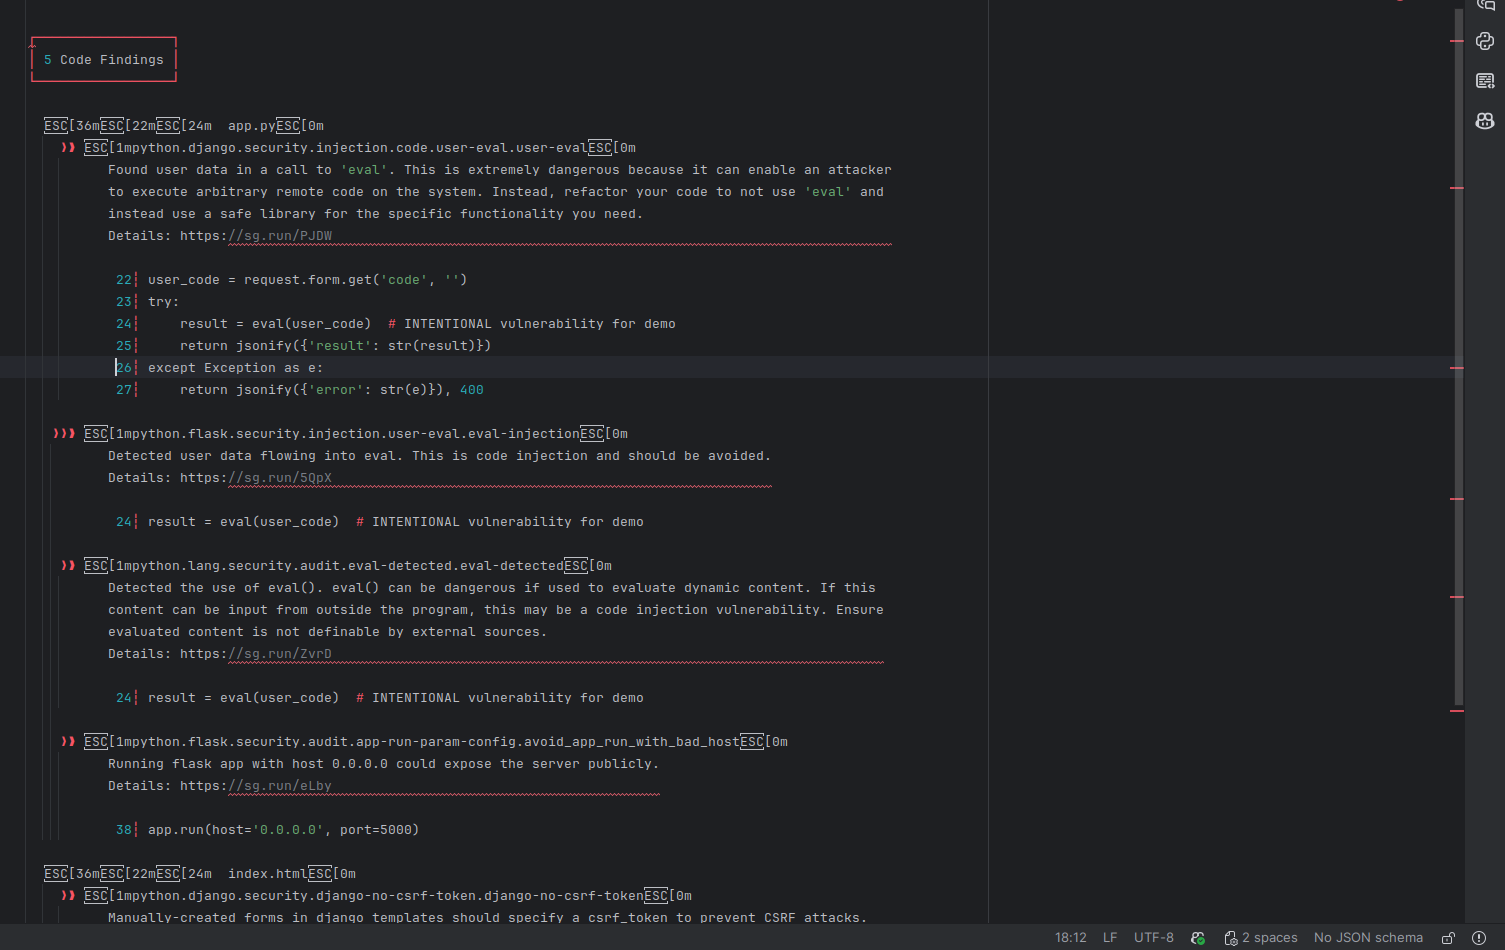 5 Code Findings
ESC[36mESC[22mESC[24m  app.pyESC[0m
❯❱ ESC[1mpython.django.security.injection.code.user-eval.user-evalESC[0m
Found user data in a call to 'eval'. This is extremely dangerous because it can enable an attacker
to execute arbitrary remote code on the system. Instead, refactor your code to not use 'eval' and
instead use a safe library for the specific functionality you need.
Details: https://sg.run/PJDW
22┆ user_code = request.form.get('code', '')
23┆ try:
24┆     result = eval(user_code)  # INTENTIONAL vulnerability for demo
25┆     return jsonify({'result': str(result)})
26┆ except Exception as e:
27┆     return jsonify({'error': str(e)}), 400
❯❯❱ ESC[1mpython.flask.security.injection.user-eval.eval-injectionESC[0m
Detected user data flowing into eval. This is code injection and should be avoided.
Details: https://sg.run/5QpX
24┆ result = eval(user_code)  # INTENTIONAL vulnerability for demo
❯❱ ESC[1mpython.lang.security.audit.eval-detected.eval-detectedESC[0m
Detected the use of eval(). eval() can be dangerous if used to evaluate dynamic content. If this
content can be input from outside the program, this may be a code injection vulnerability. Ensure
evaluated content is not definable by external sources.
Details: https://sg.run/ZvrD
24┆ result = eval(user_code)  # INTENTIONAL vulnerability for demo
❯❱ ESC[1mpython.flask.security.audit.app-run-param-config.avoid_app_run_with_bad_hostESC[0m
Running flask app with host 0.0.0.0 could expose the server publicly.
Details: https://sg.run/eLby
38┆ app.run(host='0.0.0.0', port=5000)
ESC[36mESC[22mESC[24m  index.htmlESC[0m
❯❱ ESC[1mpython.django.security.django-no-csrf-token.django-no-csrf-tokenESC[0m
Manually-created forms in django templates should specify a csrf_token to prevent CSRF attacks.
18:12 LF UTF-8 2 spaces No JSON schema